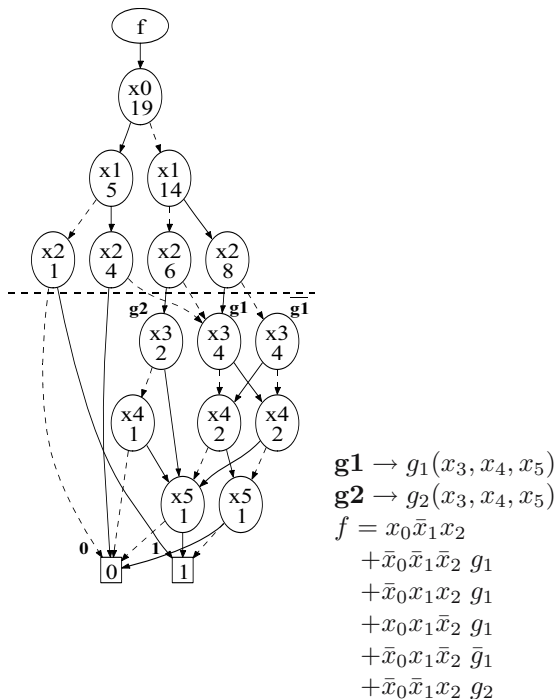 f
x0
19
x1
5
x1
14
x2
1
x2
4
x2
6
x2
8
g2
g1
g1̅
x3
2
x3
4
x3
4
x4
1
x4
2
x4
2
x5
1
x5
1
0
1
0
1
g1 → g₁(x₃, x₄, x₅)
g2 → g₂(x₃, x₄, x₅)
f = x₀x̄₁x₂
+x̄₀x̄₁x̄₂ g₁
+x̄₀x₁x₂ g₁
+x₀x₁x̄₂ g₁
+x̄₀x₁x̄₂ ḡ₁
+x̄₀x̄₁x₂ g₂